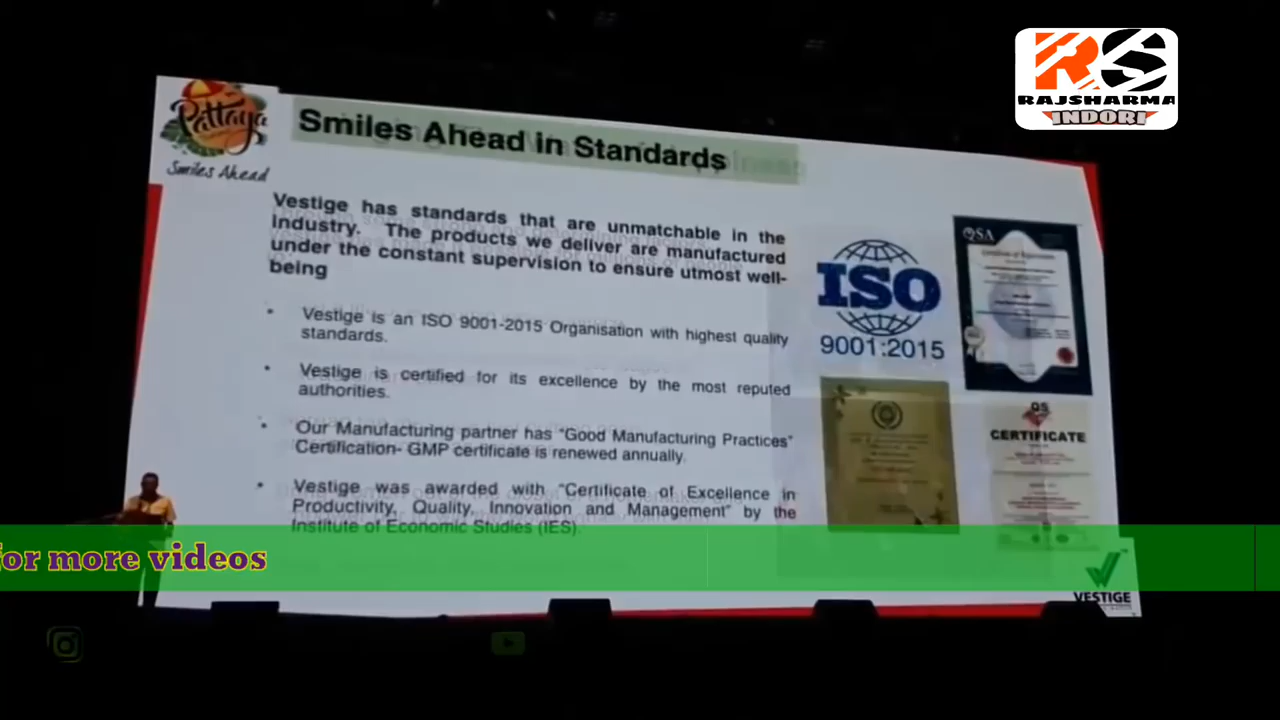 RS
RAJSHARMA
INDORI
Pattaya
Smiles Ahead
Smiles Ahead in Standards
Vestige has standards that are unmatchable in the
Industry. The products we deliver are manufactured
under the constant supervision to ensure utmost well-
being
• Vestige is an ISO 9001-2015 Organisation with highest quality
standards.
• Vestige is certified for its excellence by the most reputed
authorities.
• Our Manufacturing partner has "Good Manufacturing Practices"
Certification- GMP certificate is renewed annually.
• Vestige was awarded with "Certificate of Excellence in
Productivity, Quality, Innovation and Management" by the
Institute of Economic Studies (IES).
ISO
9001:2015
QSA
QS
CERTIFICATE
for more videos
VESTIGE